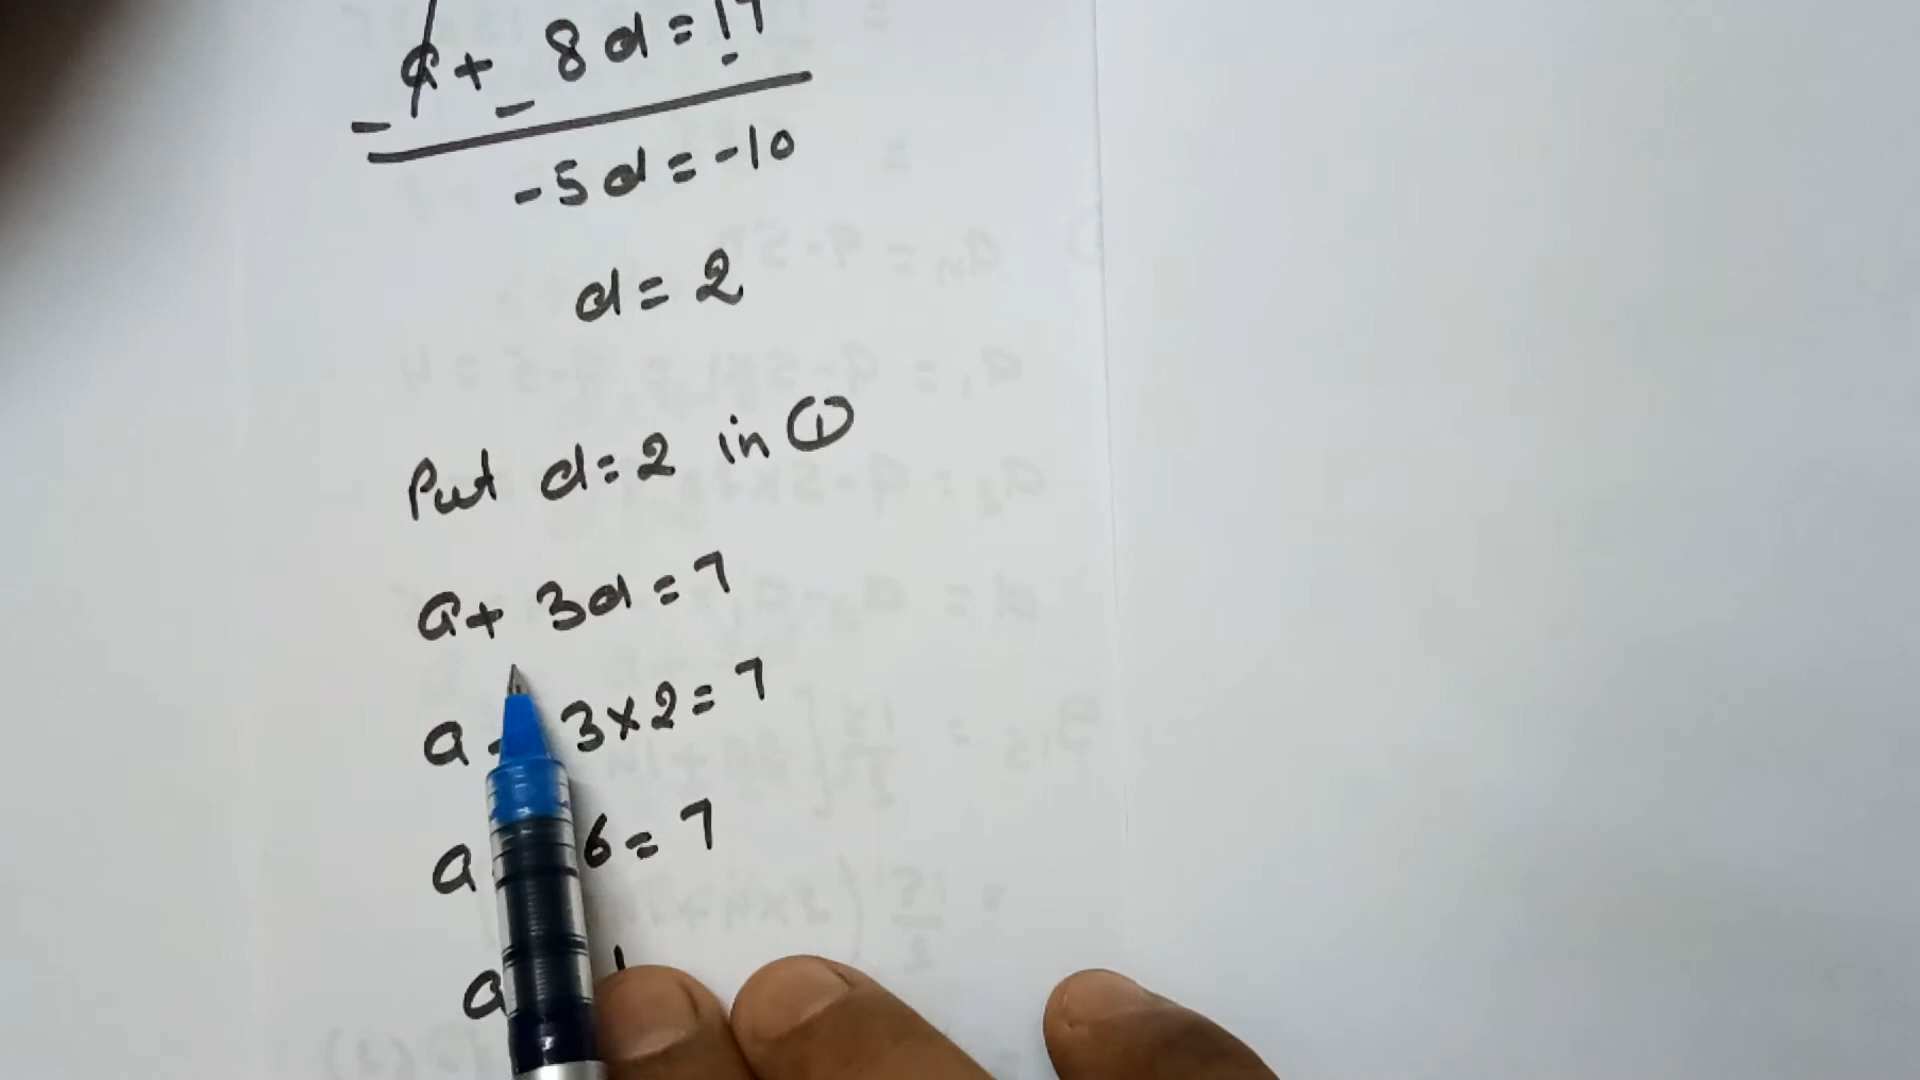 a + 8d = 17
-5d = -10
d = 2
Put d = 2 in ①
a + 3d = 7
a 3 × 2 = 7
a 6 = 7
a